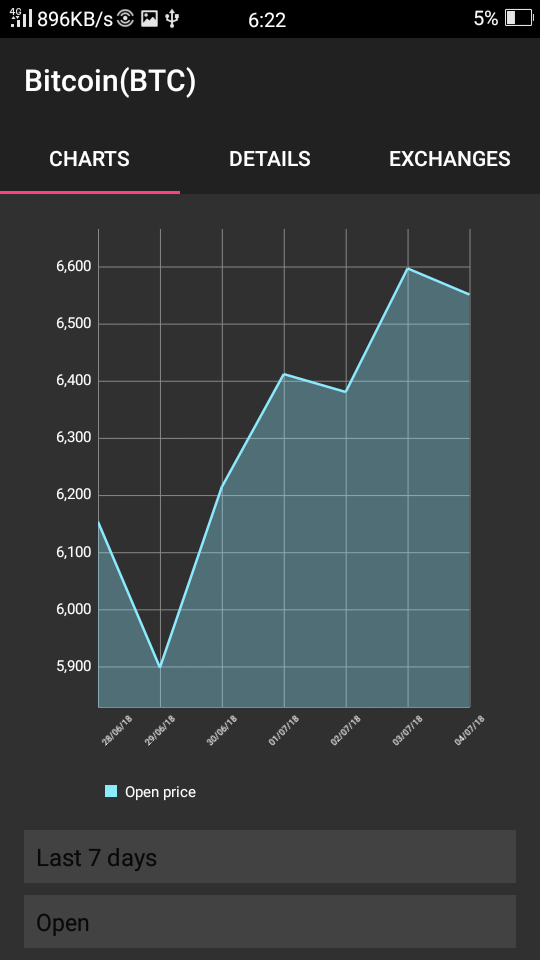 4G 896KB/s 6:22 5%
Bitcoin(BTC)
CHARTS DETAILS EXCHANGES
6,600
6,500
6,400
6,300
6,200
6,100
6,000
5,900
28/06/18 29/06/18 30/06/18 01/07/18 02/07/18 03/07/18 04/07/18
Open price
Last 7 days
Open